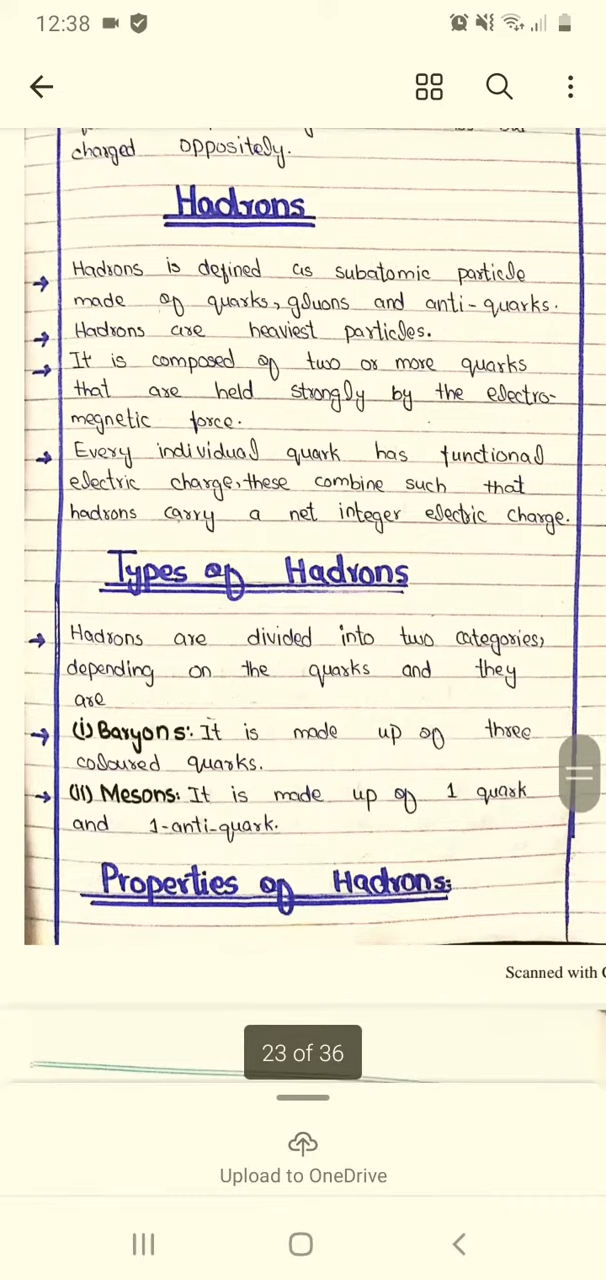 12:38
charged oppositely.
Hadrons
→ Hadrons is defined as subatomic particle
made of quarks, gluons and anti-quarks.
→ Hadrons are heaviest particles.
→ It is composed of two or more quarks
that are held strongly by the electro-
megnetic force.
→ Every individual quark has functional
electric charge, these combine such that
hadrons carry a net integer electric charge.
Types of Hadrons
→ Hadrons are divided into two categories,
depending on the quarks and they
are
→ (i) Baryons: It is made up of three
coloured quarks.
→ (ii) Mesons: It is made up of 1 quark
and 1-anti-quark.
Properties of Hadrons:
Scanned with
23 of 36
Upload to OneDrive